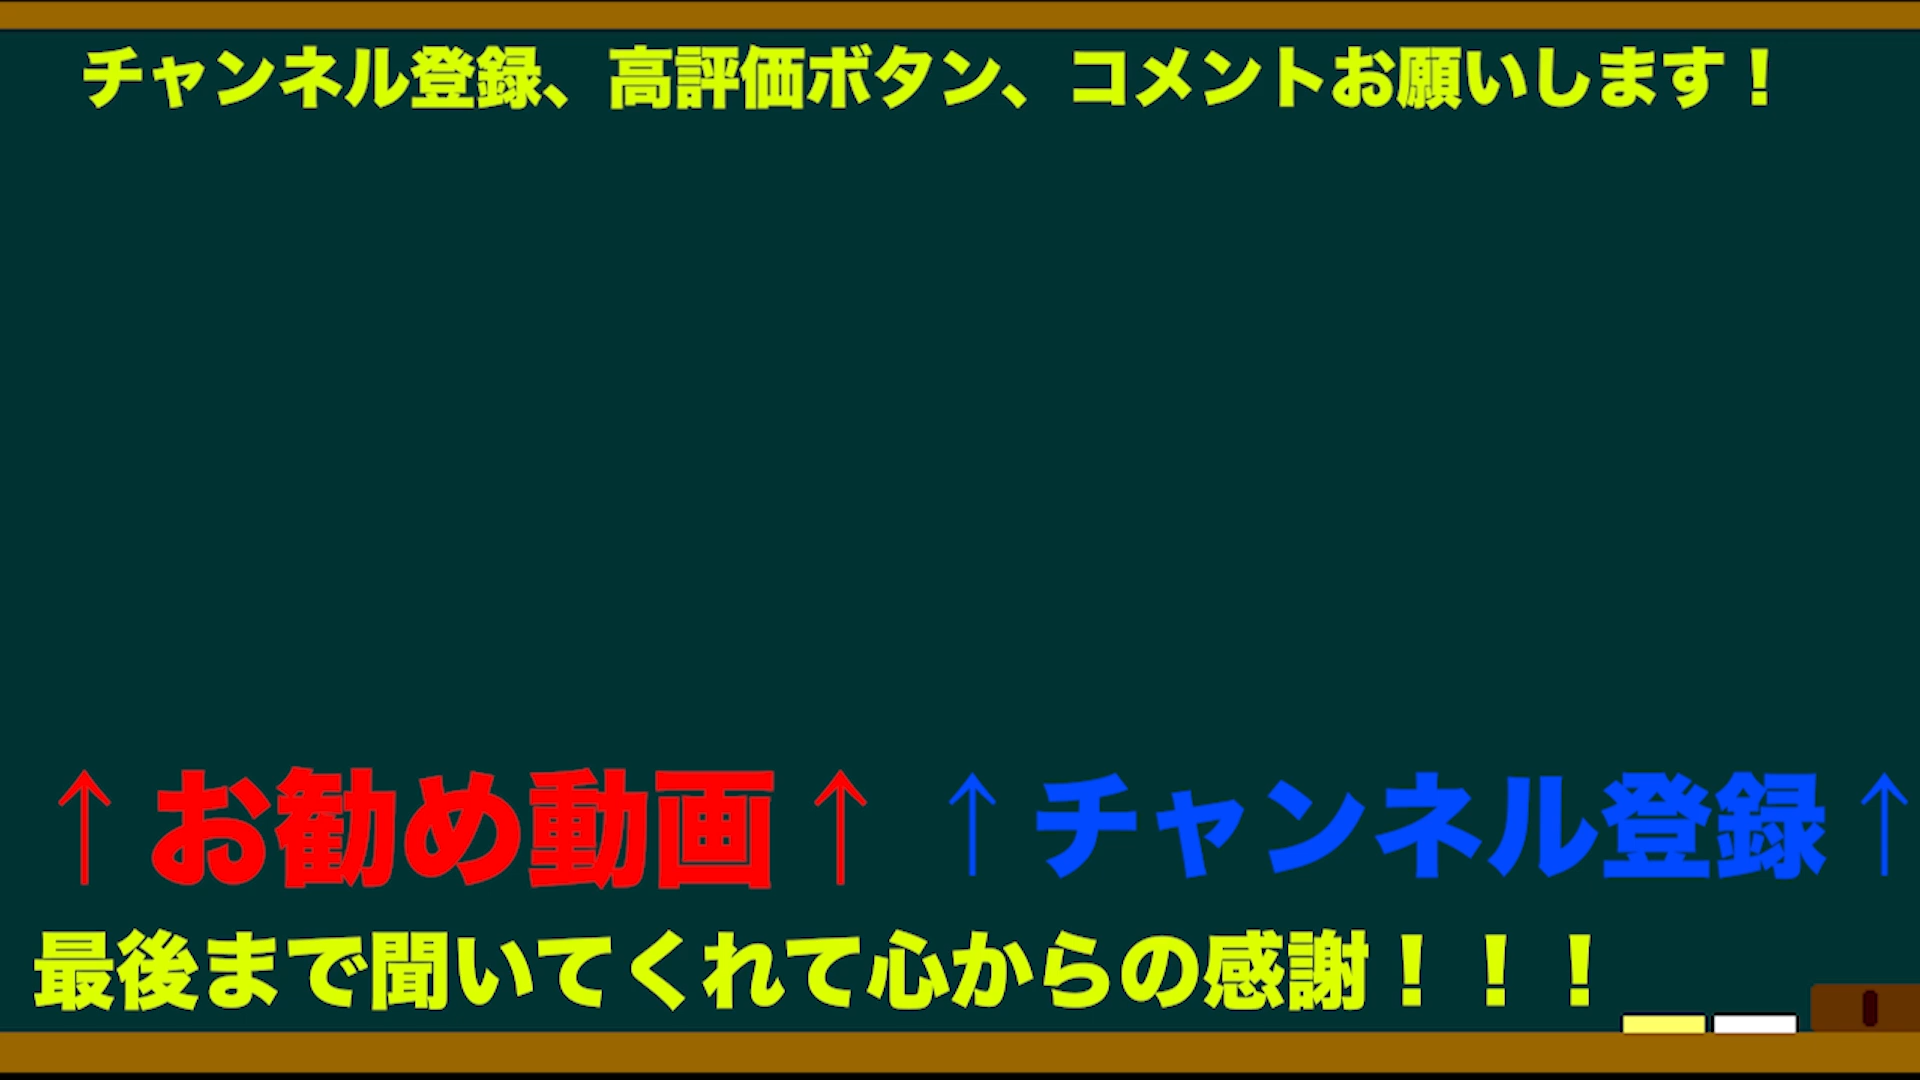 チャンネル登録、高評価ボタン、コメントお願いします！
↑お勧め動画↑ ↑チャンネル登録↑
最後まで聞いてくれて心からの感謝！！！